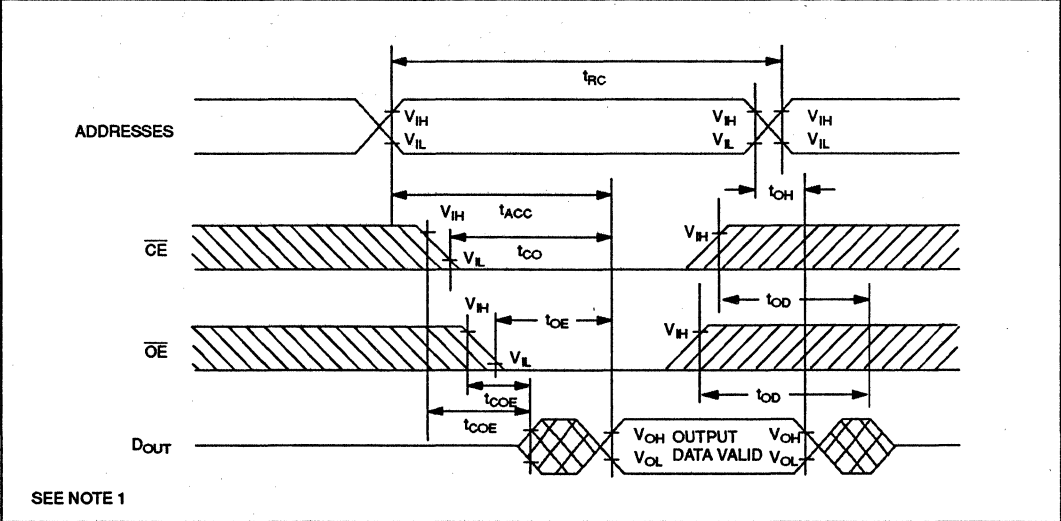 tRC
ADDRESSES
VIH VIH VIH
VIL VIL VIL
tOH
tACC
VIH
CE VIH
tCO
VIL
tOD
VIH
tOE VIH
OE
VIL
tCOE tOD
tCOE
DOUT
VOH OUTPUT VOH
VOL DATA VALID VOL
SEE NOTE 1